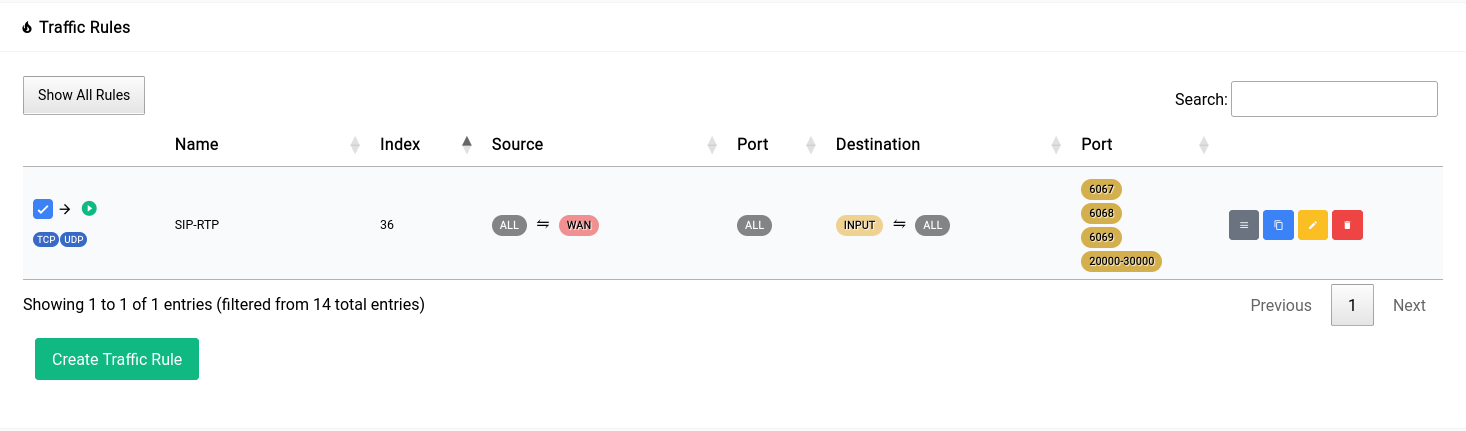 Traffic Rules
Show All Rules
Search:
Name Index Source Port Destination Port
TCP UDP SIP-RTP 36 ALL WAN ALL INPUT ALL
6067
6068
6069
20000-30000
Showing 1 to 1 of 1 entries (filtered from 14 total entries)
Previous 1 Next
Create Traffic Rule